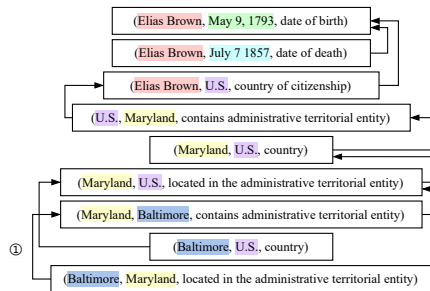 (Elias Brown, May 9, 1793, date of birth)
(Elias Brown, July 7 1857, date of death)
(Elias Brown, U.S., country of citizenship)
(U.S., Maryland, contains administrative territorial entity)
(Maryland, U.S., country)
(Maryland, U.S., located in the administrative territorial entity)
(Maryland, Baltimore, contains administrative territorial entity)
(Baltimore, U.S., country)
①
(Baltimore, Maryland, located in the administrative territorial entity)